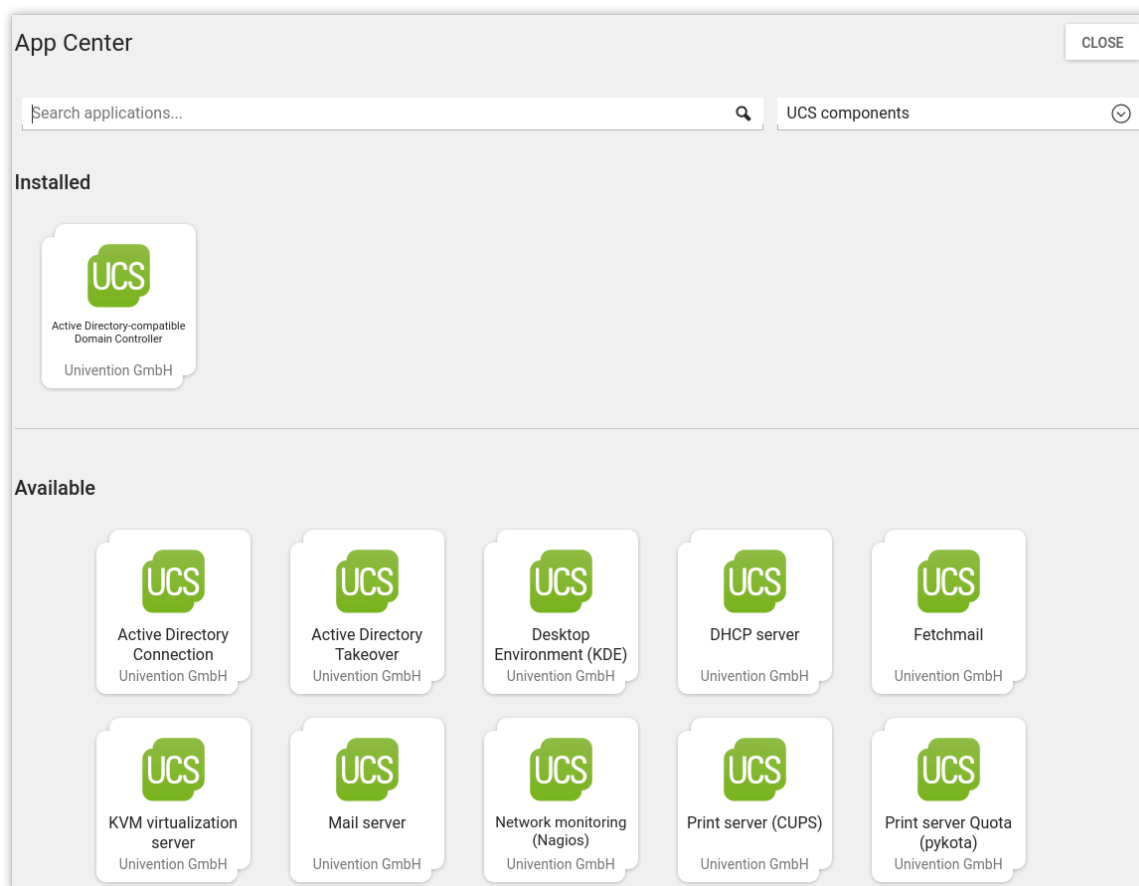 App Center
CLOSE
Search applications...
UCS components
Installed
UCS
Active Directory-compatible
Domain Controller
Univention GmbH
Available
UCS
Active Directory
Connection
Univention GmbH
UCS
Active Directory
Takeover
Univention GmbH
UCS
Desktop
Environment (KDE)
Univention GmbH
UCS
DHCP server
Univention GmbH
UCS
Fetchmail
Univention GmbH
UCS
KVM virtualization
server
Univention GmbH
UCS
Mail server
Univention GmbH
UCS
Network monitoring
(Nagios)
Univention GmbH
UCS
Print server (CUPS)
Univention GmbH
UCS
Print server Quota
(pykota)
Univention GmbH